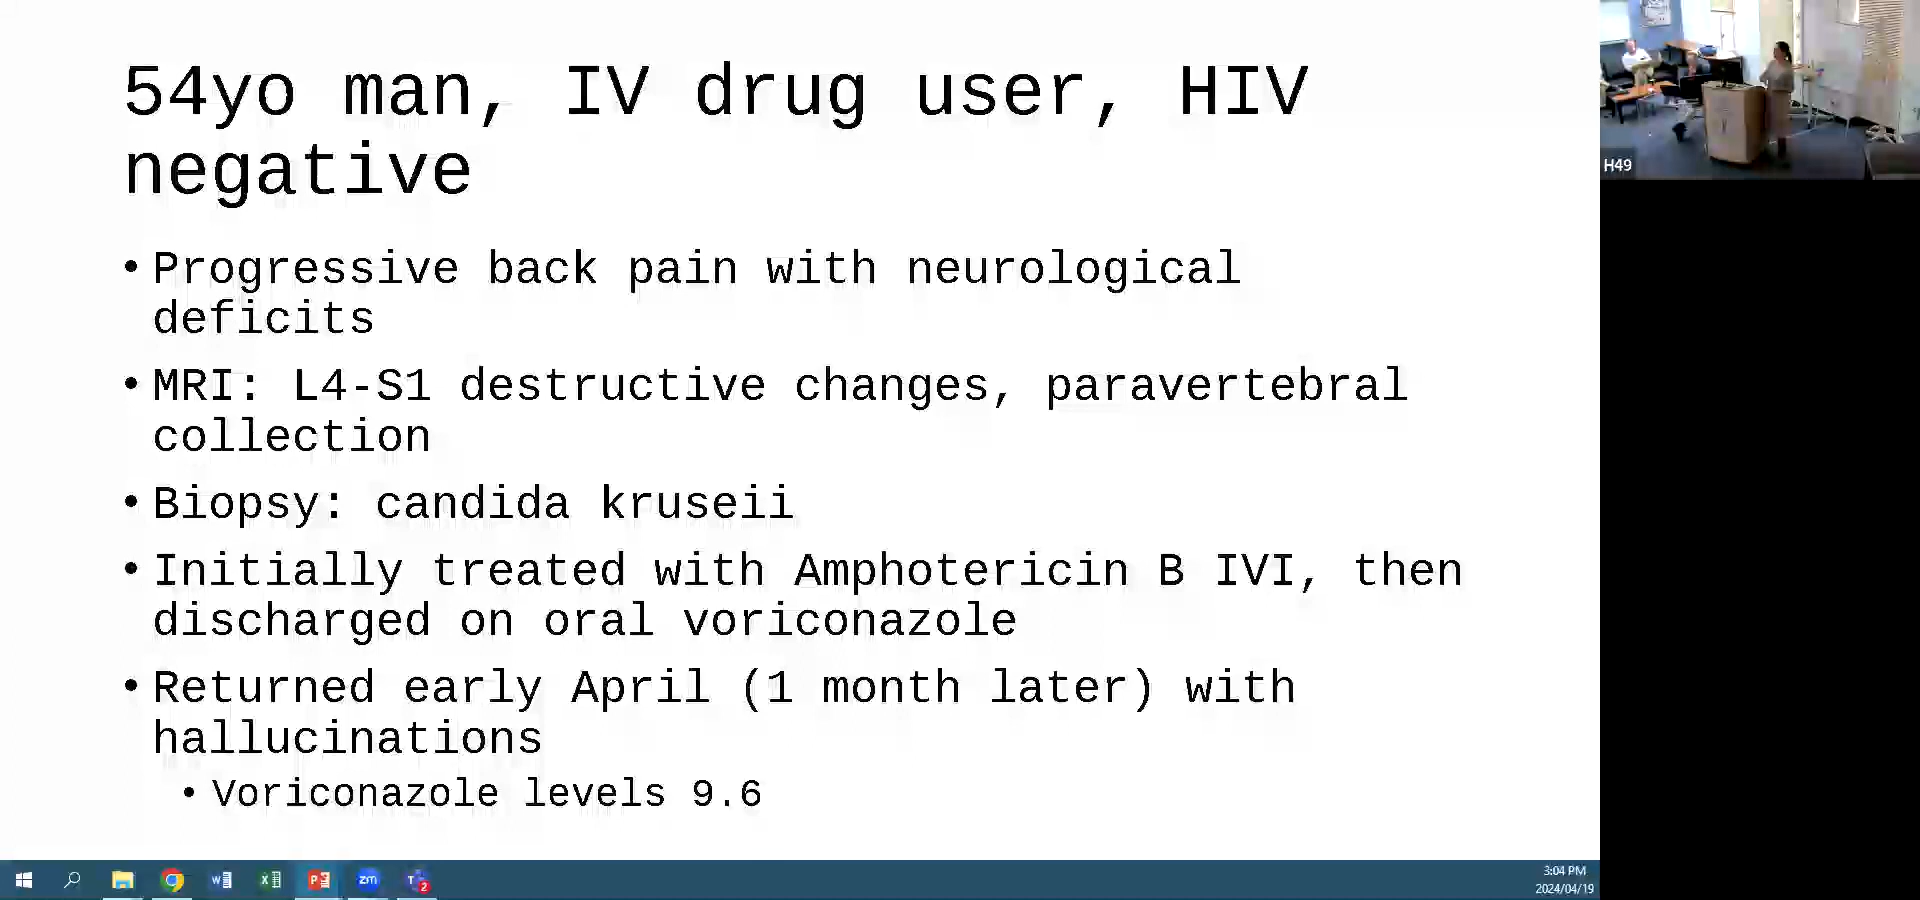 54yo man, IV drug user, HIV
negative
• Progressive back pain with neurological
deficits
• MRI: L4-S1 destructive changes, paravertebral
collection
• Biopsy: candida kruseii
• Initially treated with Amphotericin B IVI, then
discharged on oral voriconazole
• Returned early April (1 month later) with
hallucinations
• Voriconazole levels 9.6
H49
zm
2
3:04 PM
2024/04/19